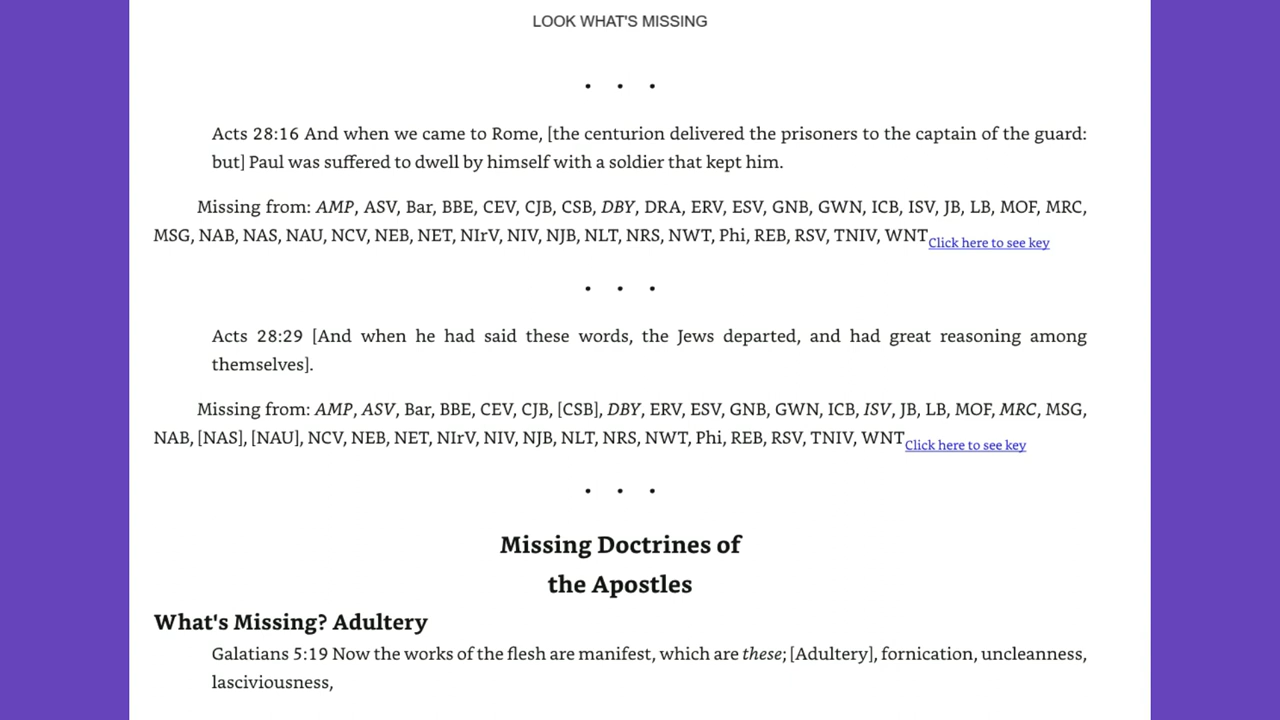 LOOK WHAT'S MISSING
• • •
Acts 28:16 And when we came to Rome, [the centurion delivered the prisoners to the captain of the guard:
but] Paul was suffered to dwell by himself with a soldier that kept him.
Missing from: AMP, ASV, Bar, BBE, CEV, CJB, CSB, DBY, DRA, ERV, ESV, GNB, GWN, ICB, ISV, JB, LB, MOF, MRC,
MSG, NAB, NAS, NAU, NCV, NEB, NET, NIrV, NIV, NJB, NLT, NRS, NWT, Phi, REB, RSV, TNIV, WNT Click here to see key
• • •
Acts 28:29 [And when he had said these words, the Jews departed, and had great reasoning among
themselves].
Missing from: AMP, ASV, Bar, BBE, CEV, CJB, [CSB], DBY, ERV, ESV, GNB, GWN, ICB, ISV, JB, LB, MOF, MRC, MSG,
NAB, [NAS], [NAU], NCV, NEB, NET, NIrV, NIV, NJB, NLT, NRS, NWT, Phi, REB, RSV, TNIV, WNT Click here to see key
• • •
Missing Doctrines of
the Apostles
What's Missing? Adultery
Galatians 5:19 Now the works of the flesh are manifest, which are these; [Adultery], fornication, uncleanness,
lasciviousness,